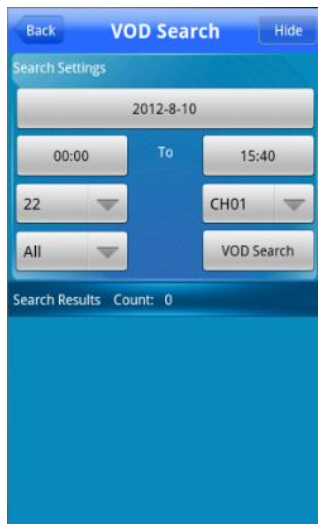 Back VOD Search Hide
Search Settings
2012-8-10
00:00 To 15:40
22 CH01
All VOD Search
Search Results Count: 0